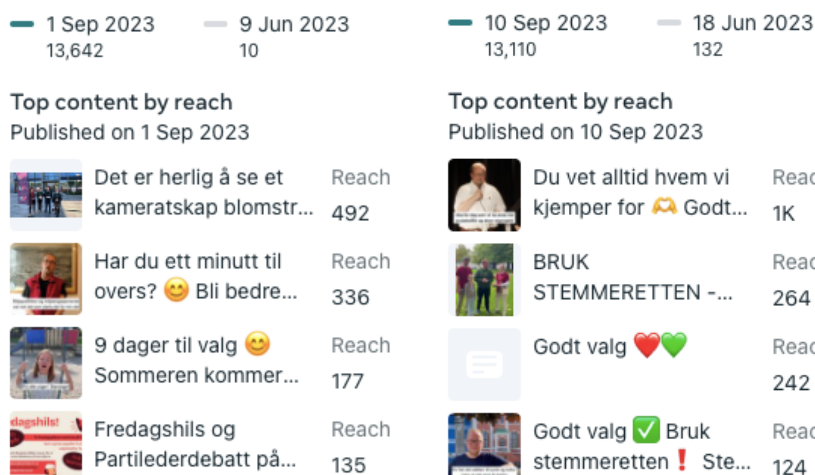 1 Sep 2023
9 Jun 2023
13,642
10
Top content by reach
Published on 1 Sep 2023
Det er herlig å se et
kameratskap blomstr...
Reach
492
Har du ett minutt til
overs? 😊 Bli bedre...
Reach
336
9 dager til valg 😊
Sommeren kommer...
Reach
177
dagshils!
Fredagshils og
Partilederdebatt på...
Reach
135
10 Sep 2023
18 Jun 2023
13,110
132
Top content by reach
Published on 10 Sep 2023
Du vet alltid hvem vi
kjemper for 🫶 Godt...
Reac
1K
BRUK
STEMMERETTEN -...
Reac
264
Godt valg ❤️💚
Reac
242
Godt valg ✅ Bruk
stemmeretten❗ Ste...
Reac
124